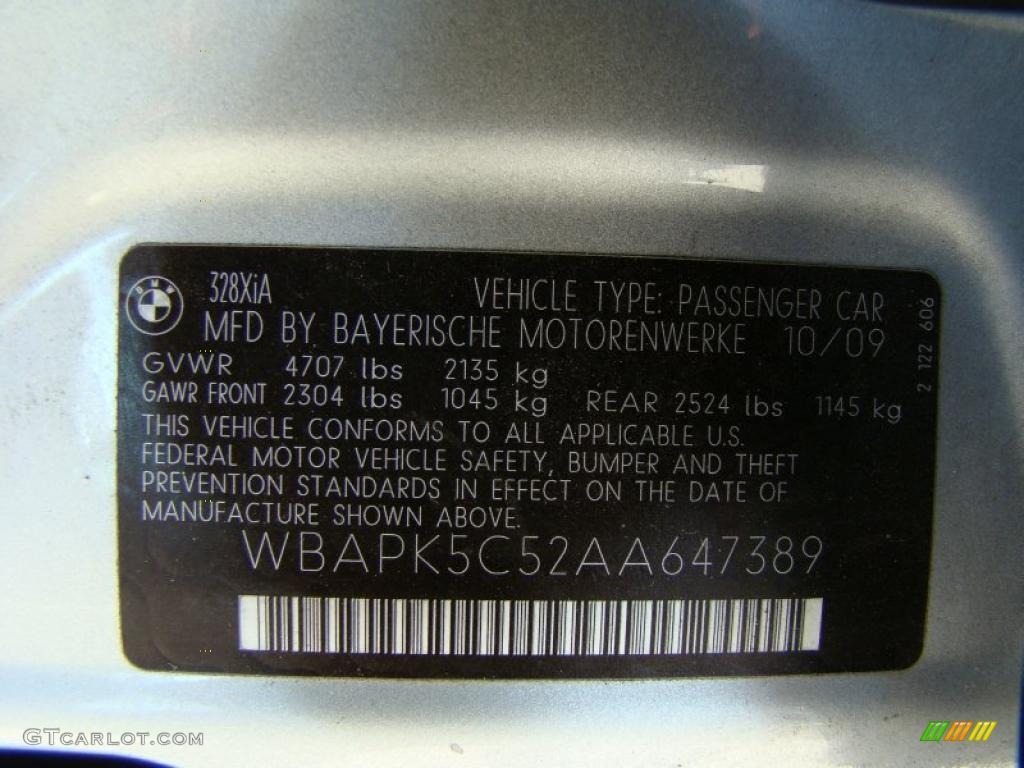 BMW
328XiA VEHICLE TYPE: PASSENGER CAR
MFD BY BAYERISCHE MOTORENWERKE 10/09
GVWR 4707 lbs 2135 kg
GAWR FRONT 2304 lbs 1045 kg REAR 2524 lbs 1145 kg
THIS VEHICLE CONFORMS TO ALL APPLICABLE U.S.
FEDERAL MOTOR VEHICLE SAFETY, BUMPER AND THEFT
PREVENTION STANDARDS IN EFFECT ON THE DATE OF
MANUFACTURE SHOWN ABOVE.
WBAPK5C52AA647389
2 122 606
GTCARLOT.COM